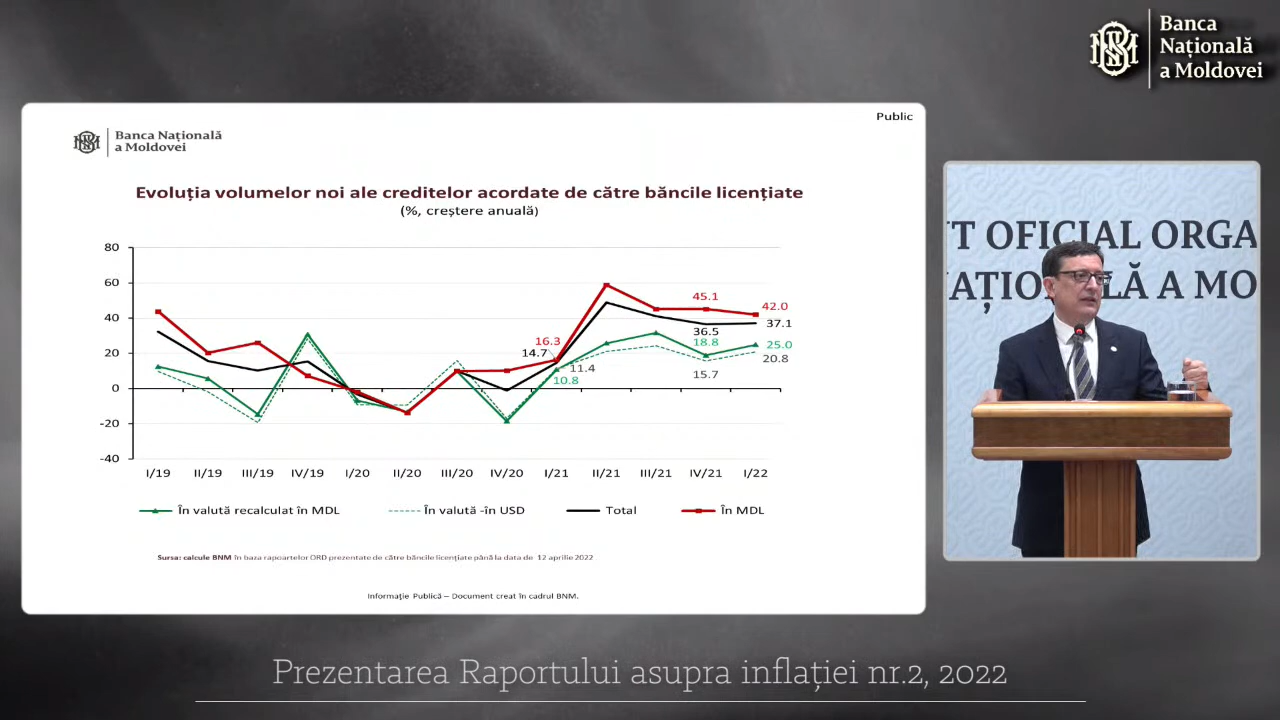 Banca
Națională
a Moldovei
Public
Banca Națională
a Moldovei
Evoluția volumelor noi ale creditelor acordate de către băncile licențiate
(%, creștere anuală)
80
60
40
20
0
-20
-40
16.3
14.7
11.4
10.8
45.1
36.5
18.8
15.7
42.0
37.1
25.0
20.8
I/19 II/19 III/19 IV/19 I/20 II/20 III/20 IV/20 I/21 II/21 III/21 IV/21 I/22
În valută recalculat în MDL În valută -în USD Total În MDL
Sursa: calcule BNM în baza rapoartelor ORD prezentate de către băncile licențiate până la data de 12 aprilie 2022
Informație Publică – Document creat în cadrul BNM.
T OFICIAL ORGA
AȚIO LĂ A MO
Prezentarea Raportului asupra inflației nr.2, 2022